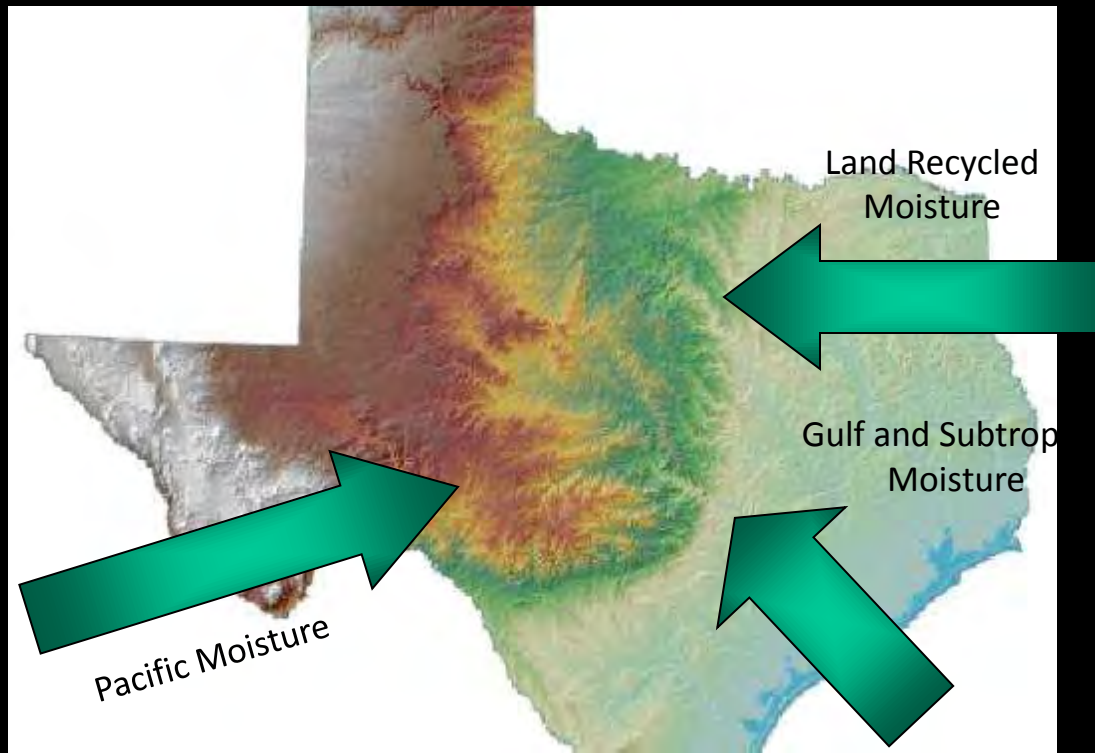 Land Recycled
Moisture
Gulf and Subtrop
Moisture
Pacific Moisture